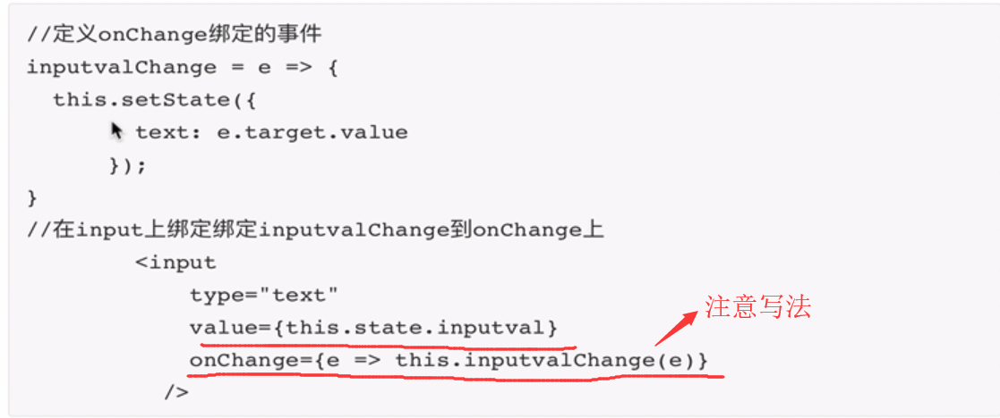 //定义onChange绑定的事件
inputvalChange = e => {
this.setState({
text: e.target.value
});
}
//在input上绑定绑定inputvalChange到onChange上
<input
type="text"
注意写法
value={this.state.inputval}
onChange={e => this.inputvalChange(e)}
/>